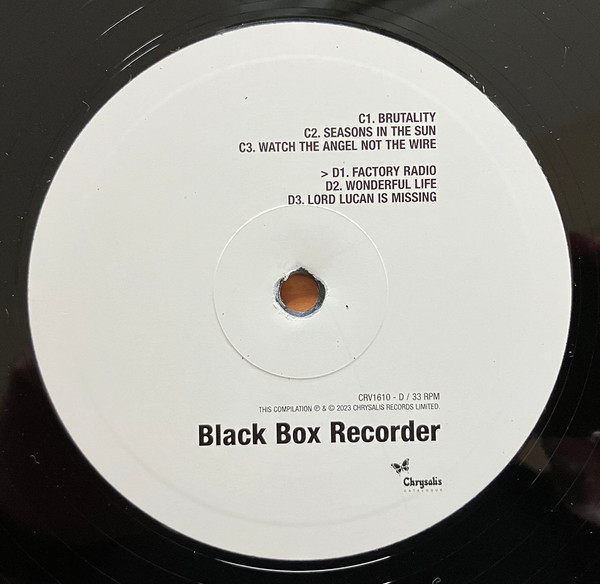 C1. BRUTALITY
C2. SEASONS IN THE SUN
C3. WATCH THE ANGEL NOT THE WIRE
> D1. FACTORY RADIO
D2. WONDERFUL LIFE
D3. LORD LUCAN IS MISSING
CRV1610 - D / 33 RPM
THIS COMPILATION ℗ & © 2023 CHRYSALIS RECORDS LIMITED.
Black Box Recorder
Chrysalis
CATALOGUE